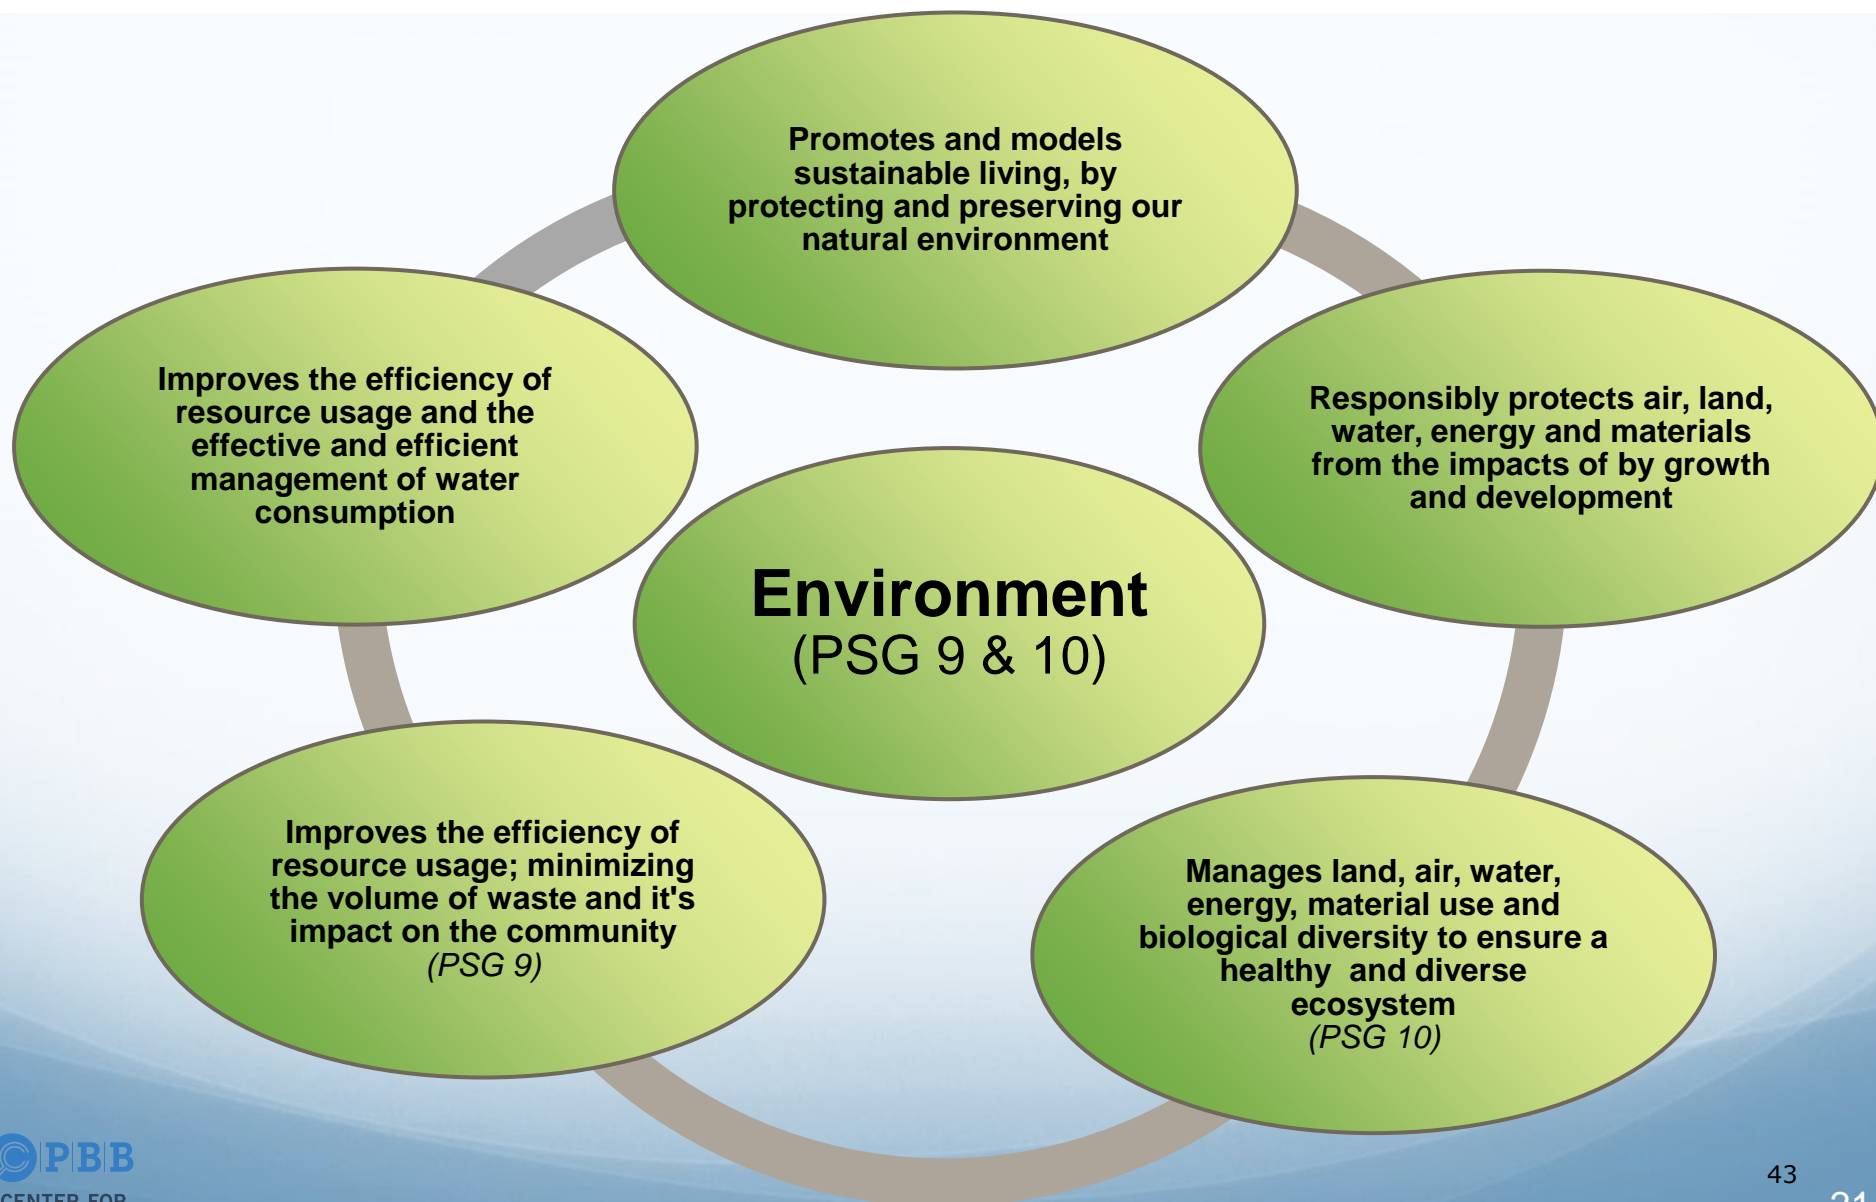 Promotes and models
sustainable living, by
protecting and preserving our
natural environment
Improves the efficiency of
resource usage and the
effective and efficient
management of water
consumption
Responsibly protects air, land,
water, energy and materials
from the impacts of by growth
and development
Environment
(PSG 9 & 10)
Improves the efficiency of
resource usage; minimizing
the volume of waste and it's
impact on the community
(PSG 9)
Manages land, air, water,
energy, material use and
biological diversity to ensure a
healthy  and diverse
ecosystem
(PSG 10)
PBB
CENTER FOR
43